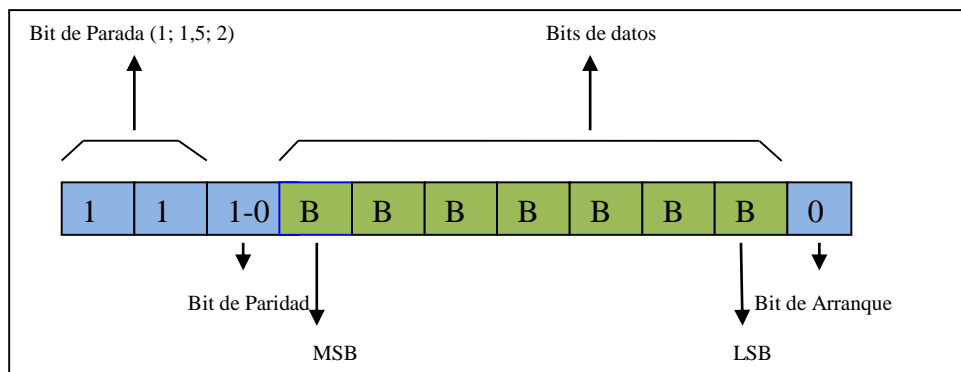 Bit de Parada (1; 1,5; 2) Bits de datos
1 1 1-0 B B B B B B B 0
Bit de Paridad Bit de Arranque
MSB LSB